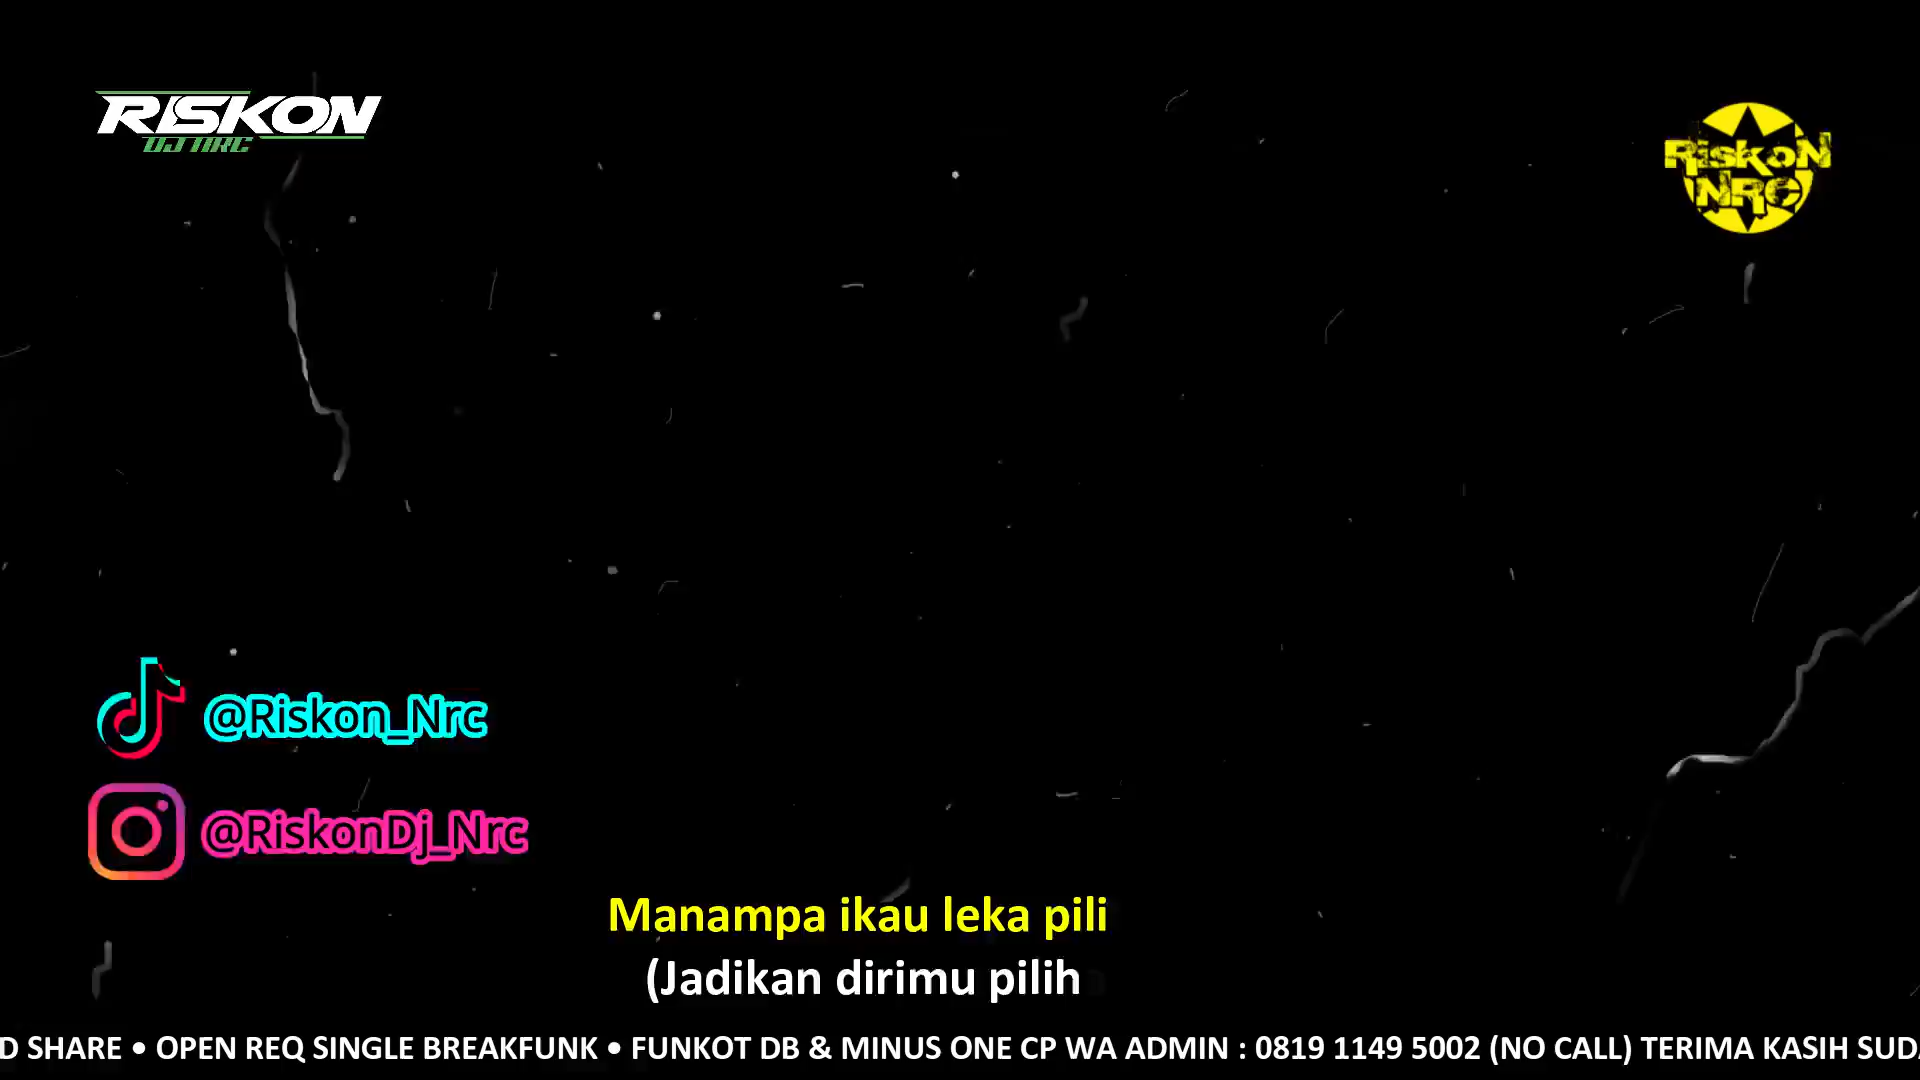 RISKON
DJ NRC
RiskoN
NRC
@Riskon_Nrc
@RiskonDj_Nrc
Manampa ikau leka pili
(Jadikan dirimu pilih
D SHARE • OPEN REQ SINGLE BREAKFUNK • FUNKOT DB & MINUS ONE CP WA ADMIN : 0819 1149 5002 (NO CALL) TERIMA KASIH SUDA